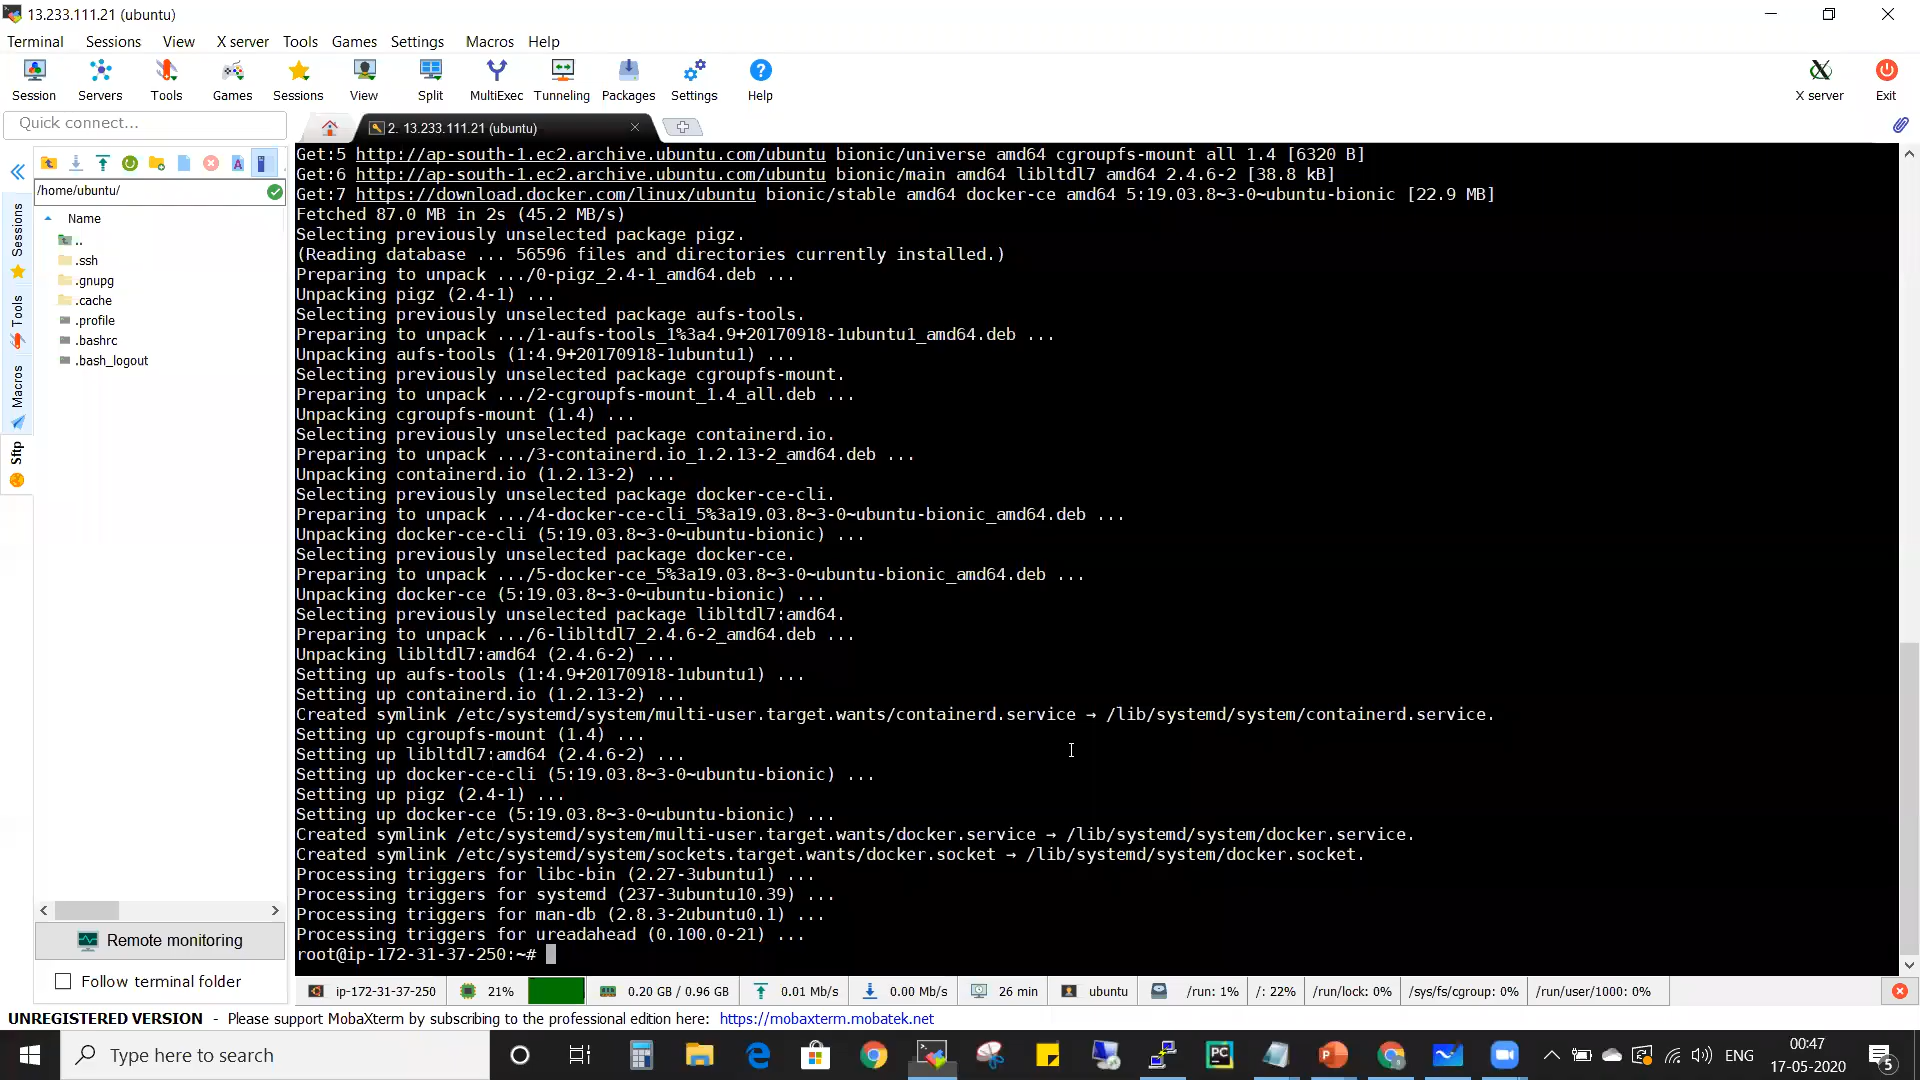 13.233.111.21 (ubuntu)
Terminal Sessions View X server Tools Games Settings Macros Help
Session Servers Tools Games Sessions View Split MultiExec Tunneling Packages Settings Help X server Exit
Quick connect...
2. 13.233.111.21 (ubuntu)
/home/ubuntu/
Name
..
.ssh
.gnupg
.cache
.profile
.bashrc
.bash_logout
Sessions
Tools
Macros
Sftp
Remote monitoring
Follow terminal folder
Get:5 http://ap-south-1.ec2.archive.ubuntu.com/ubuntu bionic/universe amd64 cgroupfs-mount all 1.4 [6320 B]
Get:6 http://ap-south-1.ec2.archive.ubuntu.com/ubuntu bionic/main amd64 libltdl7 amd64 2.4.6-2 [38.8 kB]
Get:7 https://download.docker.com/linux/ubuntu bionic/stable amd64 docker-ce amd64 5:19.03.8~3-0~ubuntu-bionic [22.9 MB]
Fetched 87.0 MB in 2s (45.2 MB/s)
Selecting previously unselected package pigz.
(Reading database ... 56596 files and directories currently installed.)
Preparing to unpack .../0-pigz_2.4-1_amd64.deb ...
Unpacking pigz (2.4-1) ...
Selecting previously unselected package aufs-tools.
Preparing to unpack .../1-aufs-tools_1%3a4.9+20170918-1ubuntu1_amd64.deb ...
Unpacking aufs-tools (1:4.9+20170918-1ubuntu1) ...
Selecting previously unselected package cgroupfs-mount.
Preparing to unpack .../2-cgroupfs-mount_1.4_all.deb ...
Unpacking cgroupfs-mount (1.4) ...
Selecting previously unselected package containerd.io.
Preparing to unpack .../3-containerd.io_1.2.13-2_amd64.deb ...
Unpacking containerd.io (1.2.13-2) ...
Selecting previously unselected package docker-ce-cli.
Preparing to unpack .../4-docker-ce-cli_5%3a19.03.8~3-0~ubuntu-bionic_amd64.deb ...
Unpacking docker-ce-cli (5:19.03.8~3-0~ubuntu-bionic) ...
Selecting previously unselected package docker-ce.
Preparing to unpack .../5-docker-ce_5%3a19.03.8~3-0~ubuntu-bionic_amd64.deb ...
Unpacking docker-ce (5:19.03.8~3-0~ubuntu-bionic) ...
Selecting previously unselected package libltdl7:amd64.
Preparing to unpack .../6-libltdl7_2.4.6-2_amd64.deb ...
Unpacking libltdl7:amd64 (2.4.6-2) ...
Setting up aufs-tools (1:4.9+20170918-1ubuntu1) ...
Setting up containerd.io (1.2.13-2) ...
Created symlink /etc/systemd/system/multi-user.target.wants/containerd.service → /lib/systemd/system/containerd.service.
Setting up cgroupfs-mount (1.4) ...
Setting up libltdl7:amd64 (2.4.6-2) ...
Setting up docker-ce-cli (5:19.03.8~3-0~ubuntu-bionic) ...
Setting up pigz (2.4-1) ...
Setting up docker-ce (5:19.03.8~3-0~ubuntu-bionic) ...
Created symlink /etc/systemd/system/multi-user.target.wants/docker.service → /lib/systemd/system/docker.service.
Created symlink /etc/systemd/system/sockets.target.wants/docker.socket → /lib/systemd/system/docker.socket.
Processing triggers for libc-bin (2.27-3ubuntu1) ...
Processing triggers for systemd (237-3ubuntu10.39) ...
Processing triggers for man-db (2.8.3-2ubuntu0.1) ...
Processing triggers for ureadahead (0.100.0-21) ...
root@ip-172-31-37-250:~#
ip-172-31-37-250 21% 0.20 GB / 0.96 GB 0.01 Mb/s 0.00 Mb/s 26 min ubuntu /run: 1% /: 22% /run/lock: 0% /sys/fs/cgroup: 0% /run/user/1000: 0%
UNREGISTERED VERSION - Please support MobaXterm by subscribing to the professional edition here: https://mobaxterm.mobatek.net
Type here to search
ENG
00:47
17-05-2020
5